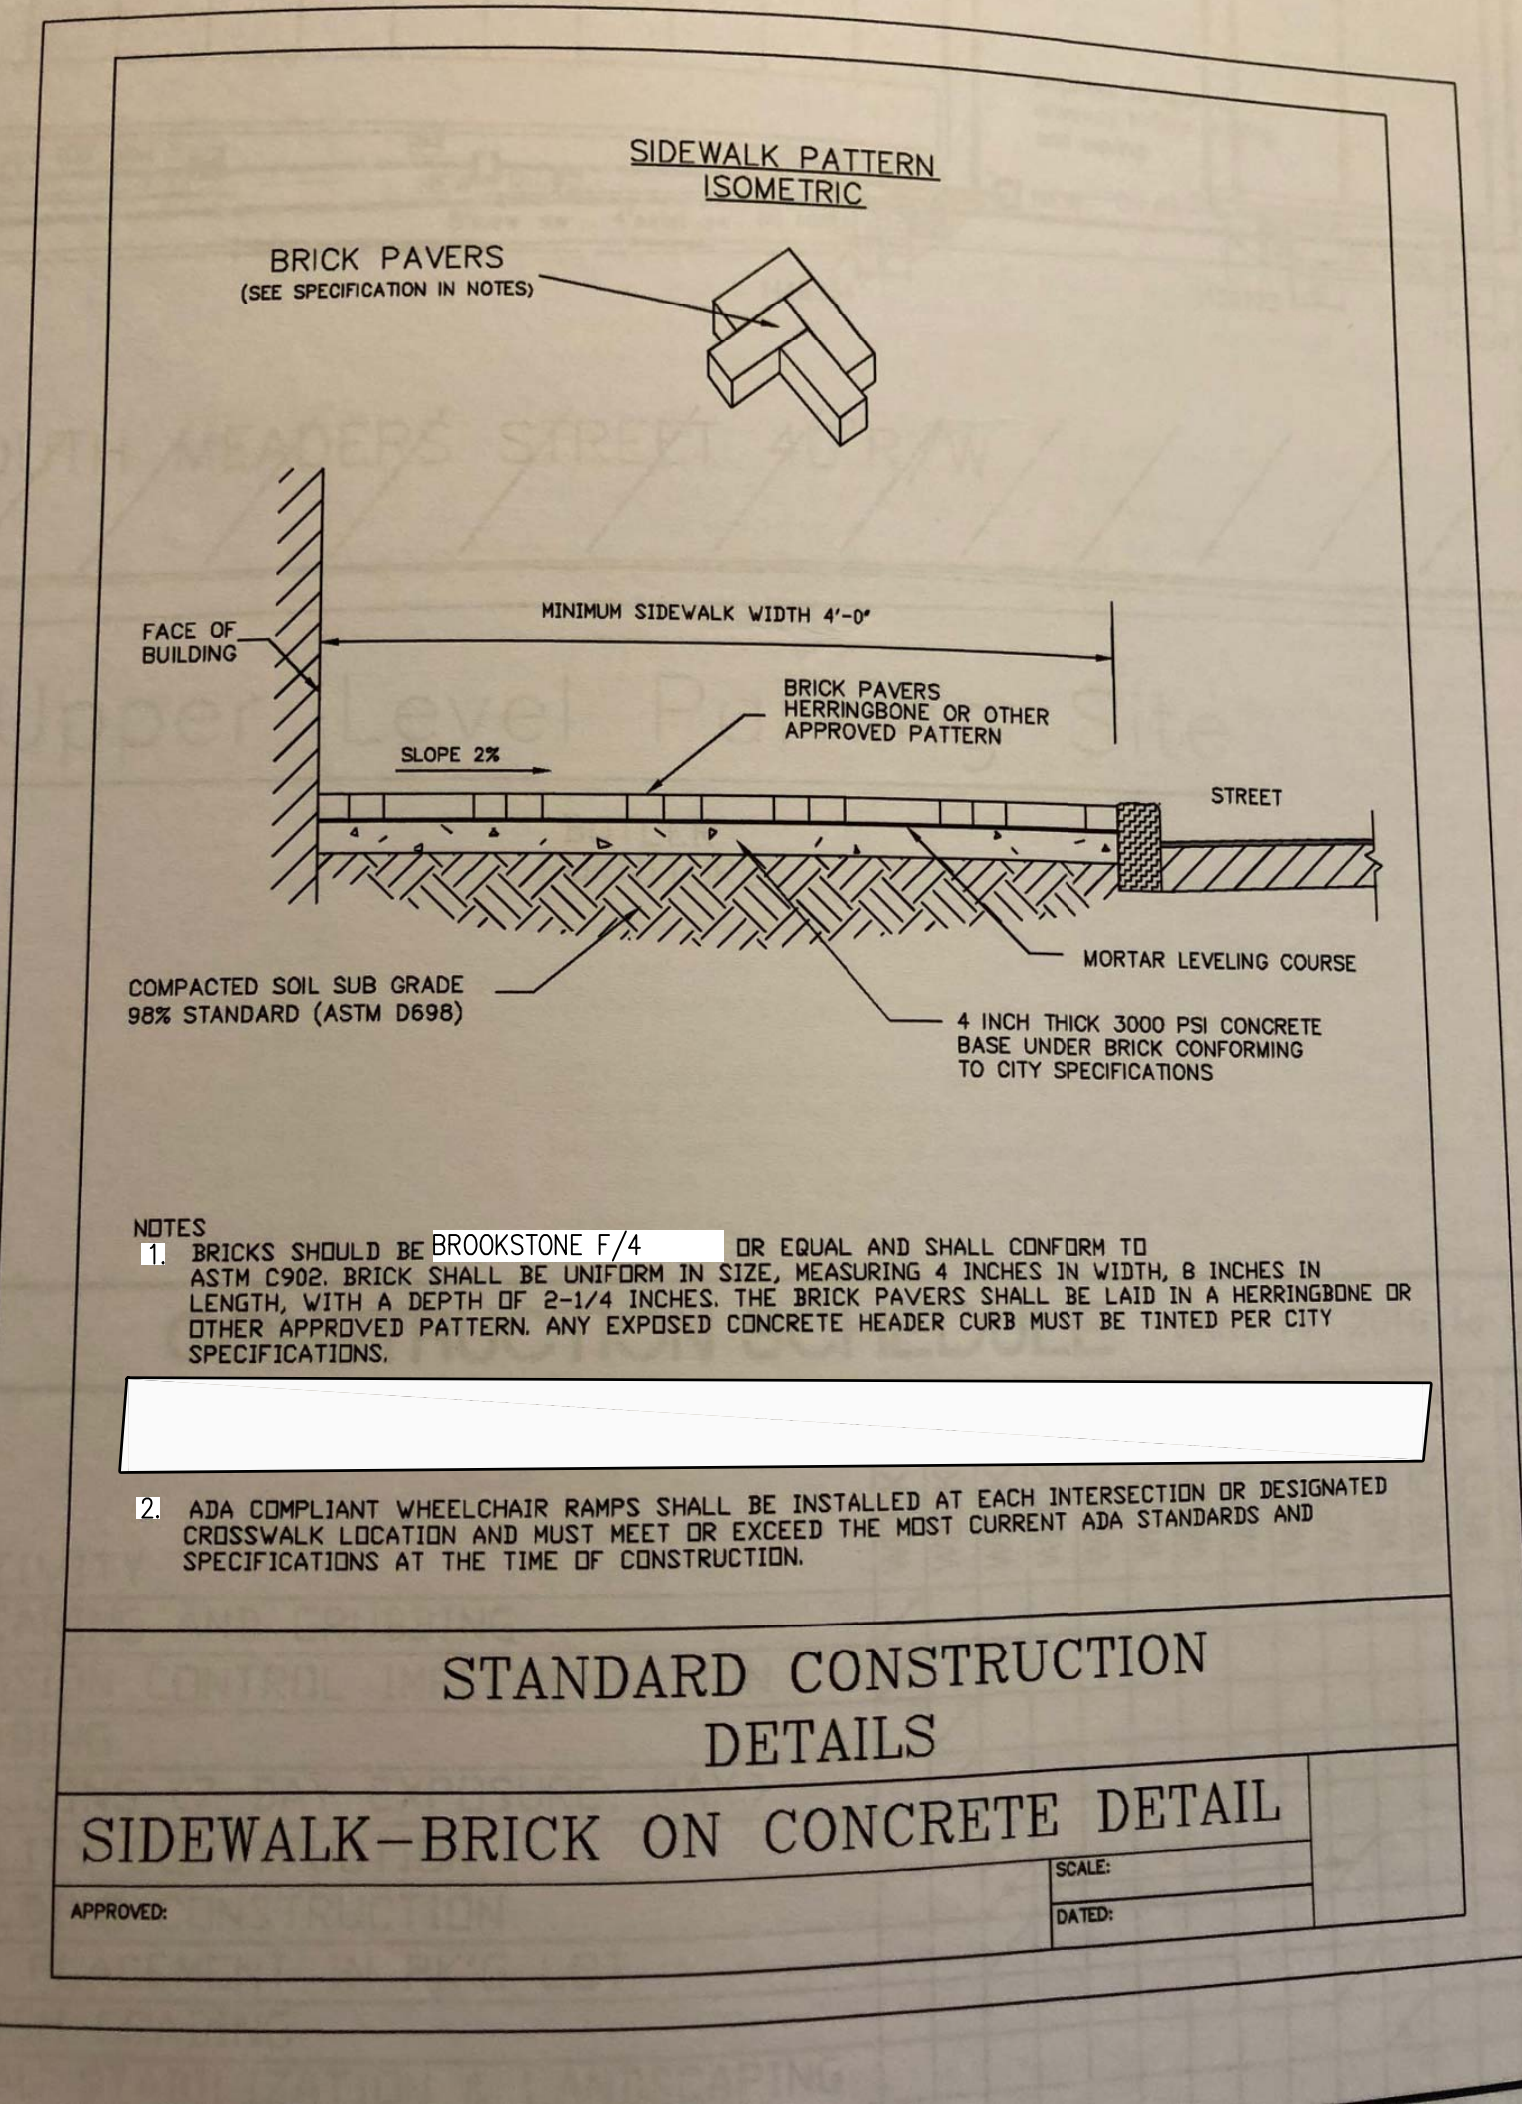 SIDEWALK PATTERN
ISOMETRIC
BRICK PAVERS
(SEE SPECIFICATION IN NOTES)
MINIMUM SIDEWALK WIDTH 4'-0"
FACE OF
BUILDING
BRICK PAVERS
HERRINGBONE OR OTHER
APPROVED PATTERN
SLOPE 2%
STREET
MORTAR LEVELING COURSE
COMPACTED SOIL SUB GRADE
98% STANDARD (ASTM D698)
4 INCH THICK 3000 PSI CONCRETE
BASE UNDER BRICK CONFORMING
TO CITY SPECIFICATIONS
NOTES
1. BRICKS SHOULD BE BROOKSTONE F/4 OR EQUAL AND SHALL CONFORM TO
ASTM C902. BRICK SHALL BE UNIFORM IN SIZE, MEASURING 4 INCHES IN WIDTH, 8 INCHES IN
LENGTH, WITH A DEPTH OF 2-1/4 INCHES. THE BRICK PAVERS SHALL BE LAID IN A HERRINGBONE OR
OTHER APPROVED PATTERN. ANY EXPOSED CONCRETE HEADER CURB MUST BE TINTED PER CITY
SPECIFICATIONS.
2. ADA COMPLIANT WHEELCHAIR RAMPS SHALL BE INSTALLED AT EACH INTERSECTION OR DESIGNATED
CROSSWALK LOCATION AND MUST MEET OR EXCEED THE MOST CURRENT ADA STANDARDS AND
SPECIFICATIONS AT THE TIME OF CONSTRUCTION.
STANDARD CONSTRUCTION
DETAILS
SIDEWALK-BRICK ON CONCRETE DETAIL
SCALE:
APPROVED:
DATED: